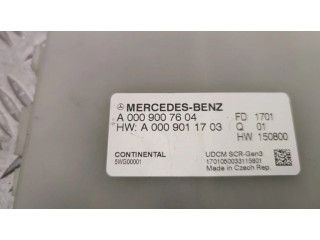 MERCEDES-BENZ
A 000 900 76 04 FD 1701
HW: A 000 901 17 03 Q 01
HW 150800
CONTINENTAL UDCM SCR-Gen3
5WG00001 1701050033115801
Made in Czech Rep.